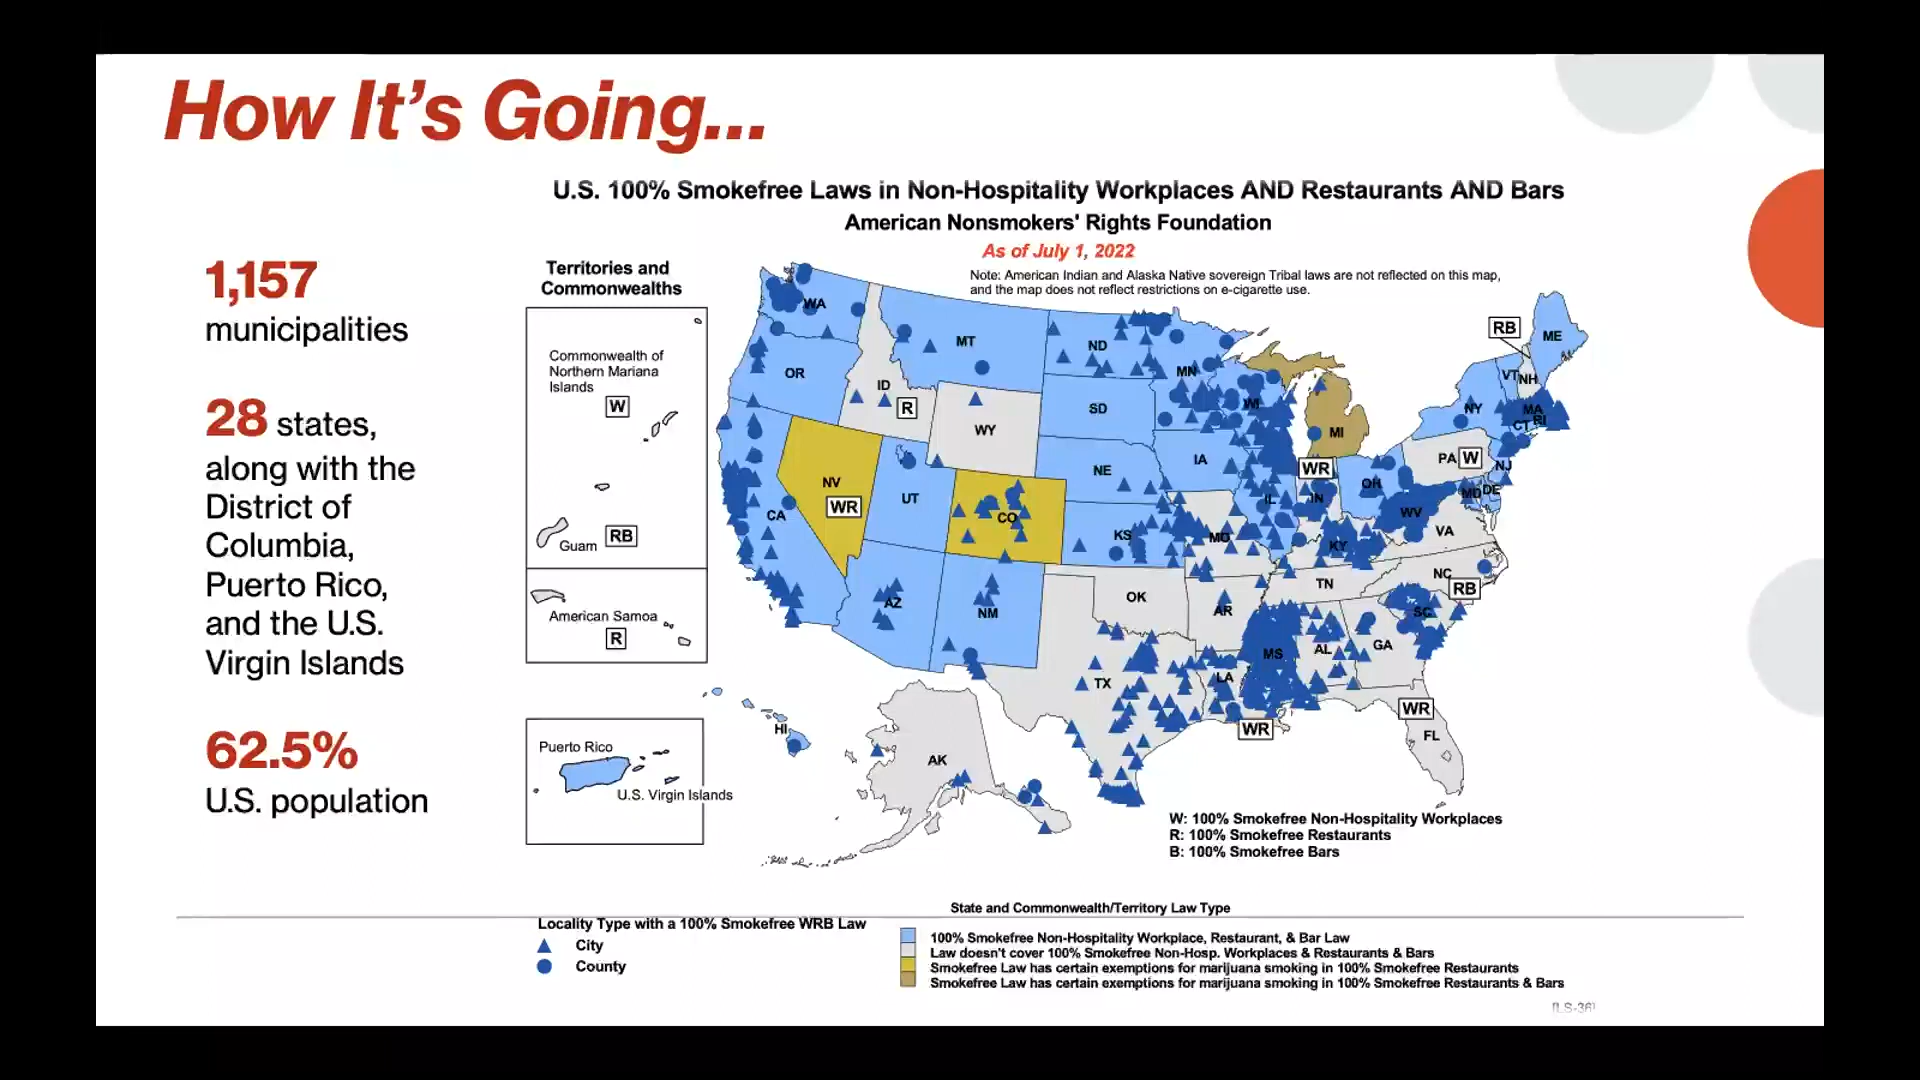 How It's Going...
U.S. 100% Smokefree Laws in Non-Hospitality Workplaces AND Restaurants AND Bars
American Nonsmokers' Rights Foundation
As of July 1, 2022
Note: American Indian and Alaska Native sovereign Tribal laws are not reflected on this map,
and the map does not reflect restrictions on e-cigarette use.
1,157
municipalities
28 states,
along with the
District of
Columbia,
Puerto Rico,
and the U.S.
Virgin Islands
62.5%
U.S. population
Territories and
Commonwealths
Commonwealth of
Northern Mariana
Islands
W
Guam
RB
American Samoa
R
Puerto Rico
U.S. Virgin Islands
WA
MT
ND
MN
OR
ID
R
SD
WI
WY
NV
WR
UT
CO
CA
NE
IA
KS
MO
IL
WR
IN
MI
OH
KY
WV
PA
W
NY
RB
ME
VT
NH
MA
CT
RI
NJ
MD
DE
VA
NC
RB
TN
SC
AZ
NM
OK
AR
TX
LA
WR
MS
AL
GA
WR
FL
HI
AK
W: 100% Smokefree Non-Hospitality Workplaces
R: 100% Smokefree Restaurants
B: 100% Smokefree Bars
Locality Type with a 100% Smokefree WRB Law
City
County
State and Commonwealth/Territory Law Type
100% Smokefree Non-Hospitality Workplace, Restaurant, & Bar Law
Law doesn't cover 100% Smokefree Non-Hosp. Workplaces & Restaurants & Bars
Smokefree Law has certain exemptions for marijuana smoking in 100% Smokefree Restaurants
Smokefree Law has certain exemptions for marijuana smoking in 100% Smokefree Restaurants & Bars